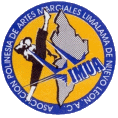 ASOCIACION POLINESIA DE ARTES MARCIALES LIMALAMA DE NUEVO LEON, A.C.